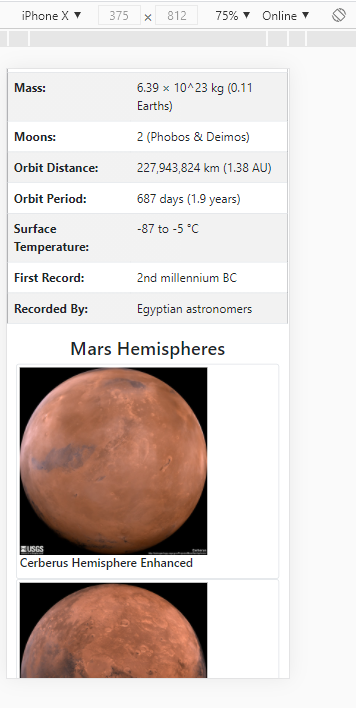 iPhone X ▼ 375 × 812 75% ▼ Online ▼
Mass: 6.39 × 10^23 kg (0.11
Earths)
Moons: 2 (Phobos & Deimos)
Orbit Distance: 227,943,824 km (1.38 AU)
Orbit Period: 687 days (1.9 years)
Surface -87 to -5 °C
Temperature:
First Record: 2nd millennium BC
Recorded By: Egyptian astronomers
Mars Hemispheres
USGS
Cerberus
Cerberus Hemisphere Enhanced